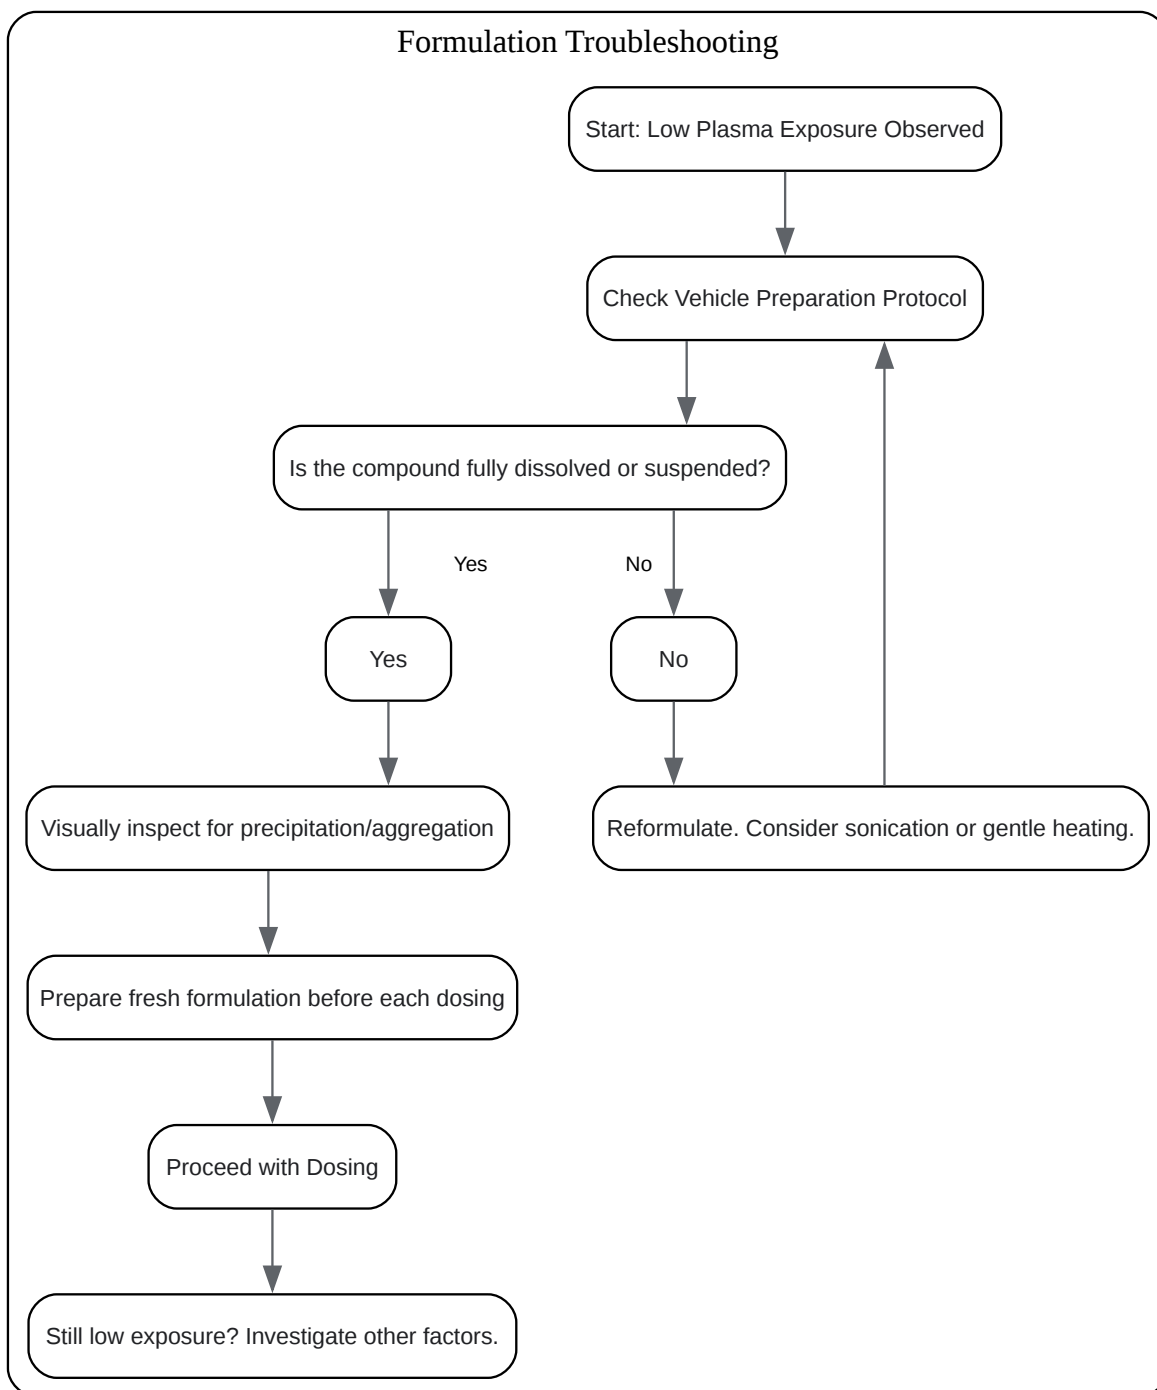 Formulation Troubleshooting
Start: Low Plasma Exposure Observed
Check Vehicle Preparation Protocol
Is the compound fully dissolved or suspended?
Yes
No
Yes
No
Visually inspect for precipitation/aggregation
Reformulate. Consider sonication or gentle heating.
Prepare fresh formulation before each dosing
Proceed with Dosing
Still low exposure? Investigate other factors.